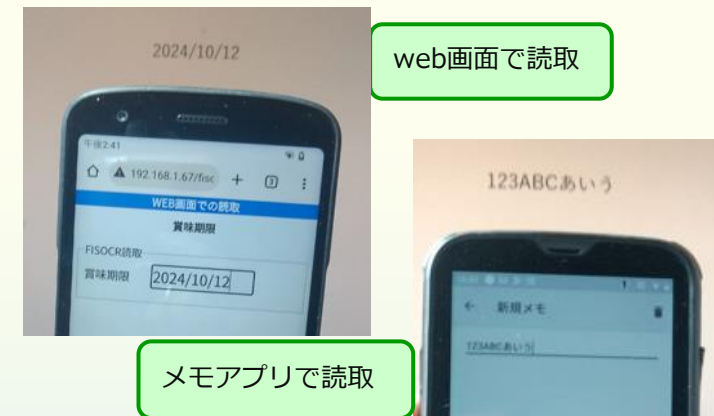 2024/10/12
web画面で読取
午後2:41
192.168.1.67/fisc
3
WEB画面での読取
賞味期限
FISOCR読取
賞味期限 2024/10/12
123ABCあいう
新規メモ
123ABCあいう
メモアプリで読取